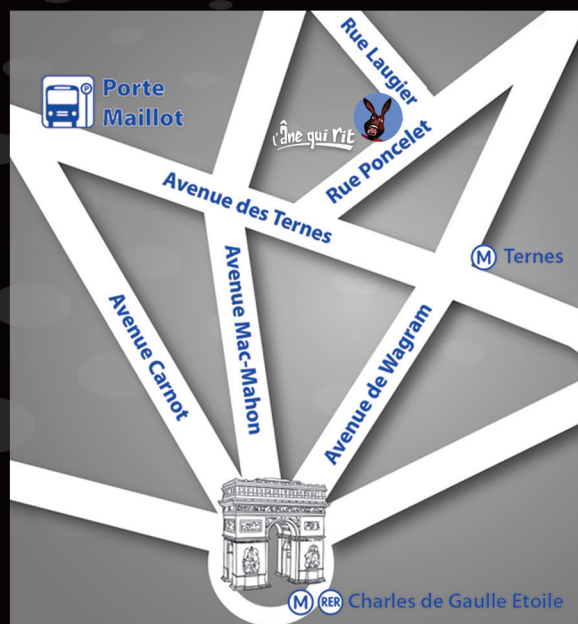 Rue Laugier
Porte
Maillot
P
l'Âne qui rit
Rue Poncelet
Avenue des Ternes
M Ternes
Avenue Carnot
Avenue Mac-Mahon
Avenue de Wagram
M RER Charles de Gaulle Etoile